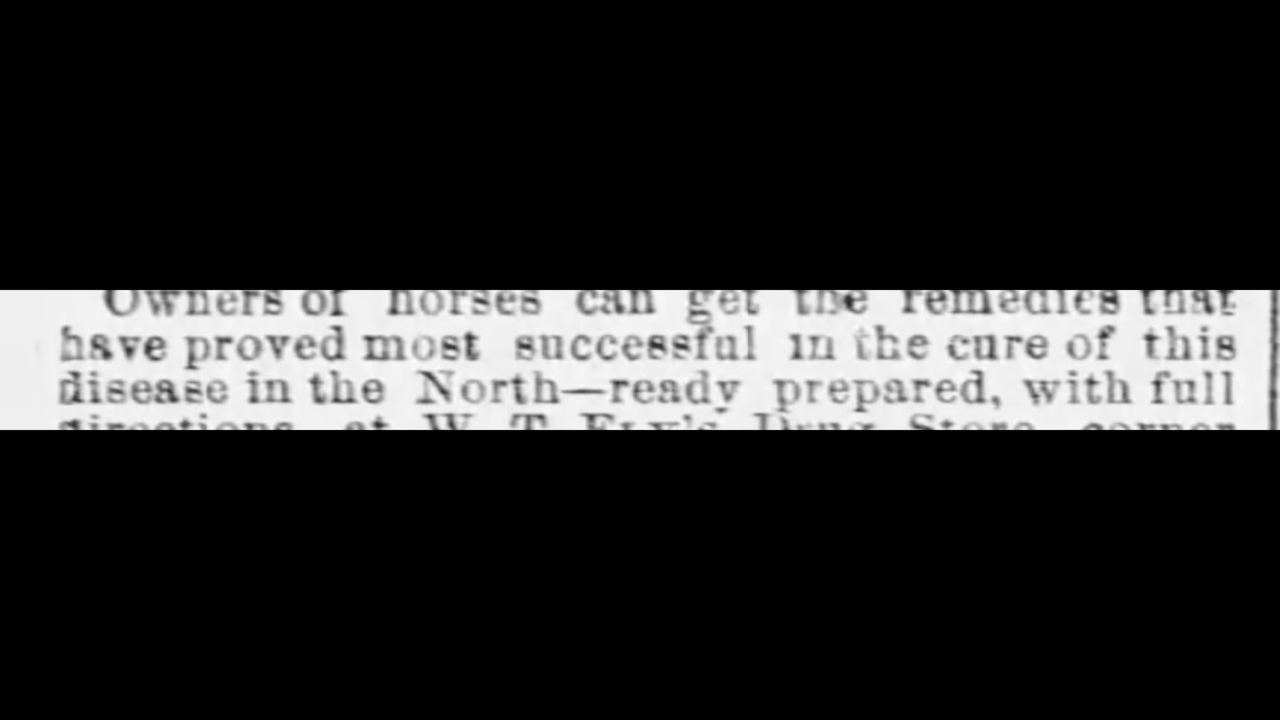 Owners of horses can get the remedies that
have proved most successful in the cure of this
disease in the North—ready prepared, with full
directions, at W. T. Ely's Drug Store, corner